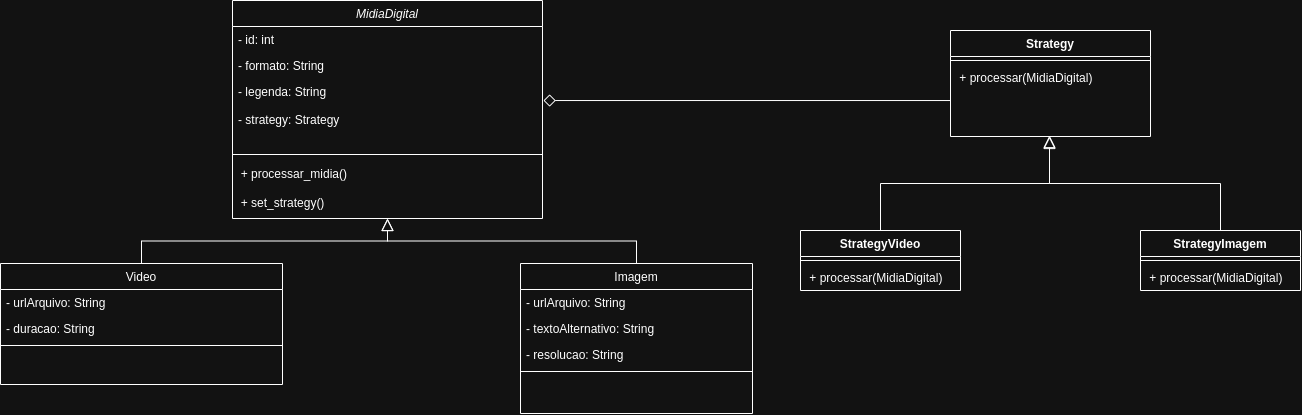 MidiaDigital
- id: int
- formato: String
- legenda: String
- strategy: Strategy
+ processar_midia()
+ set_strategy()
Strategy
+ processar(MidiaDigital)
Video
- urlArquivo: String
- duracao: String
Imagem
- urlArquivo: String
- textoAlternativo: String
- resolucao: String
StrategyVideo
+ processar(MidiaDigital)
StrategyImagem
+ processar(MidiaDigital)